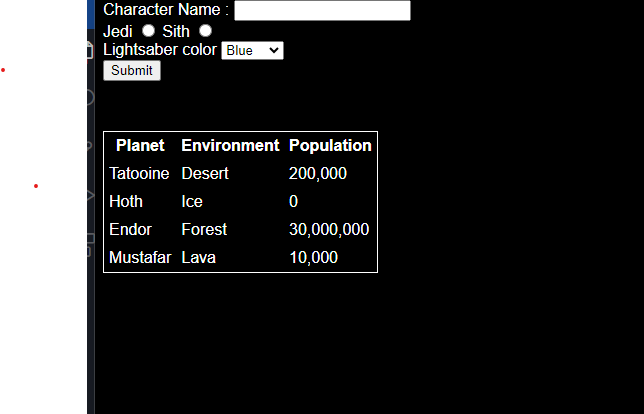 Character Name :
Jedi Sith
Lightsaber color Blue
Submit
Planet Environment Population
Tatooine Desert 200,000
Hoth Ice 0
Endor Forest 30,000,000
Mustafar Lava 10,000